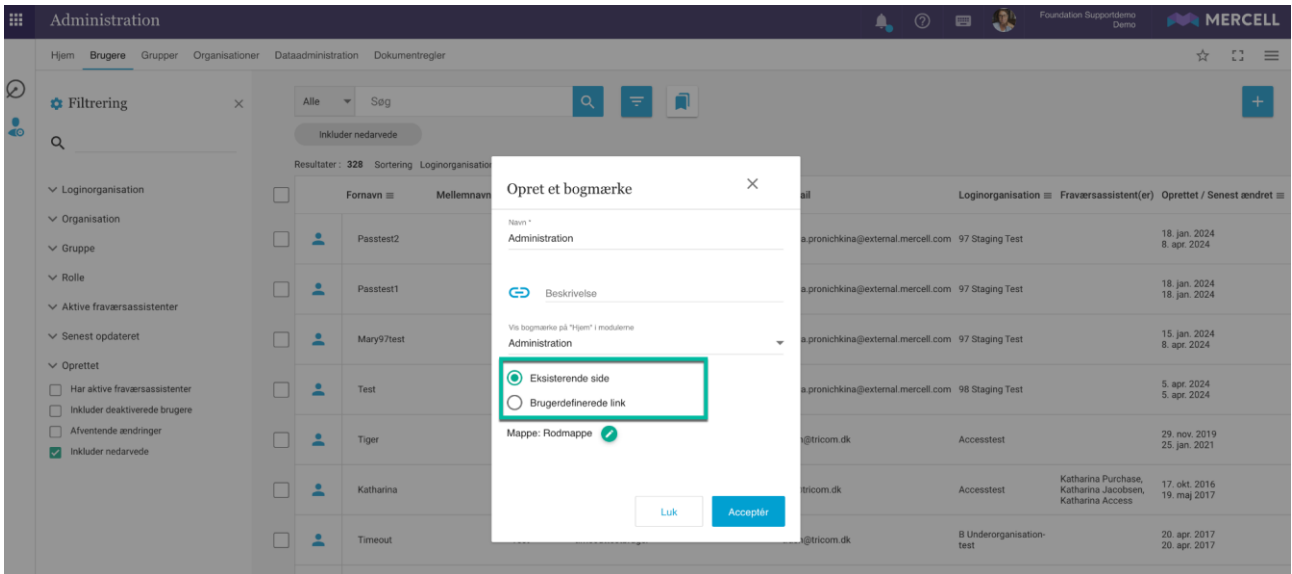 Administration
Foundation Supportdemo
Demo
MERCELL
Hjem Brugere Grupper Organisationer Dataadministration Dokumentregler
Filtrering
Alle Søg
Inkluder nedarvede
Resultater : 328 Sortering Loginorganisation
Loginorganisation
Organisation
Gruppe
Rolle
Aktive fraværsassistenter
Senest opdateret
Oprettet
Har aktive fraværsassistenter
Inkluder deaktiverede brugere
Afventende ændringer
Inkluder nedarvede
Fornavn Mellemnavn ail Loginorganisation Fraværsassistent(er) Oprettet / Senest ændret
Passtest2 a.pronichkina@external.mercell.com 97 Staging Test 18. jan. 2024
8. apr. 2024
Passtest1 a.pronichkina@external.mercell.com 97 Staging Test 18. jan. 2024
18. jan. 2024
Mary97test a.pronichkina@external.mercell.com 97 Staging Test 15. jan. 2024
8. apr. 2024
Test a.pronichkina@external.mercell.com 98 Staging Test 5. apr. 2024
5. apr. 2024
Tiger @tricom.dk Accesstest 29. nov. 2019
25. jan. 2021
Katharina tricom.dk Accesstest Katharina Purchase,
Katharina Jacobsen,
Katharina Access
17. okt. 2016
19. maj 2017
Timeout @tricom.dk B Underorganisation-
test
20. apr. 2017
20. apr. 2017
Opret et bogmærke
Navn *
Administration
Beskrivelse
Vis bogmærke på "Hjem" i modulerne
Administration
Eksisterende side
Brugerdefinerede link
Mappe: Rodmappe
Luk Acceptér